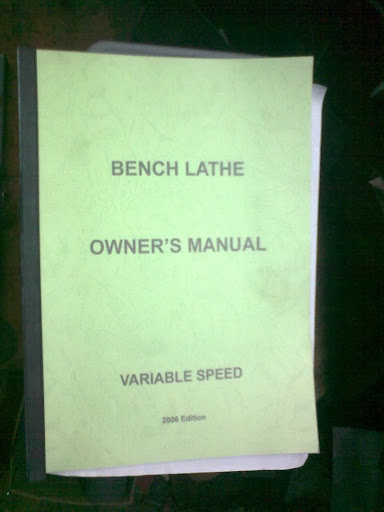 BENCH LATHE
OWNER'S MANUAL
VARIABLE SPEED
2006 Edition